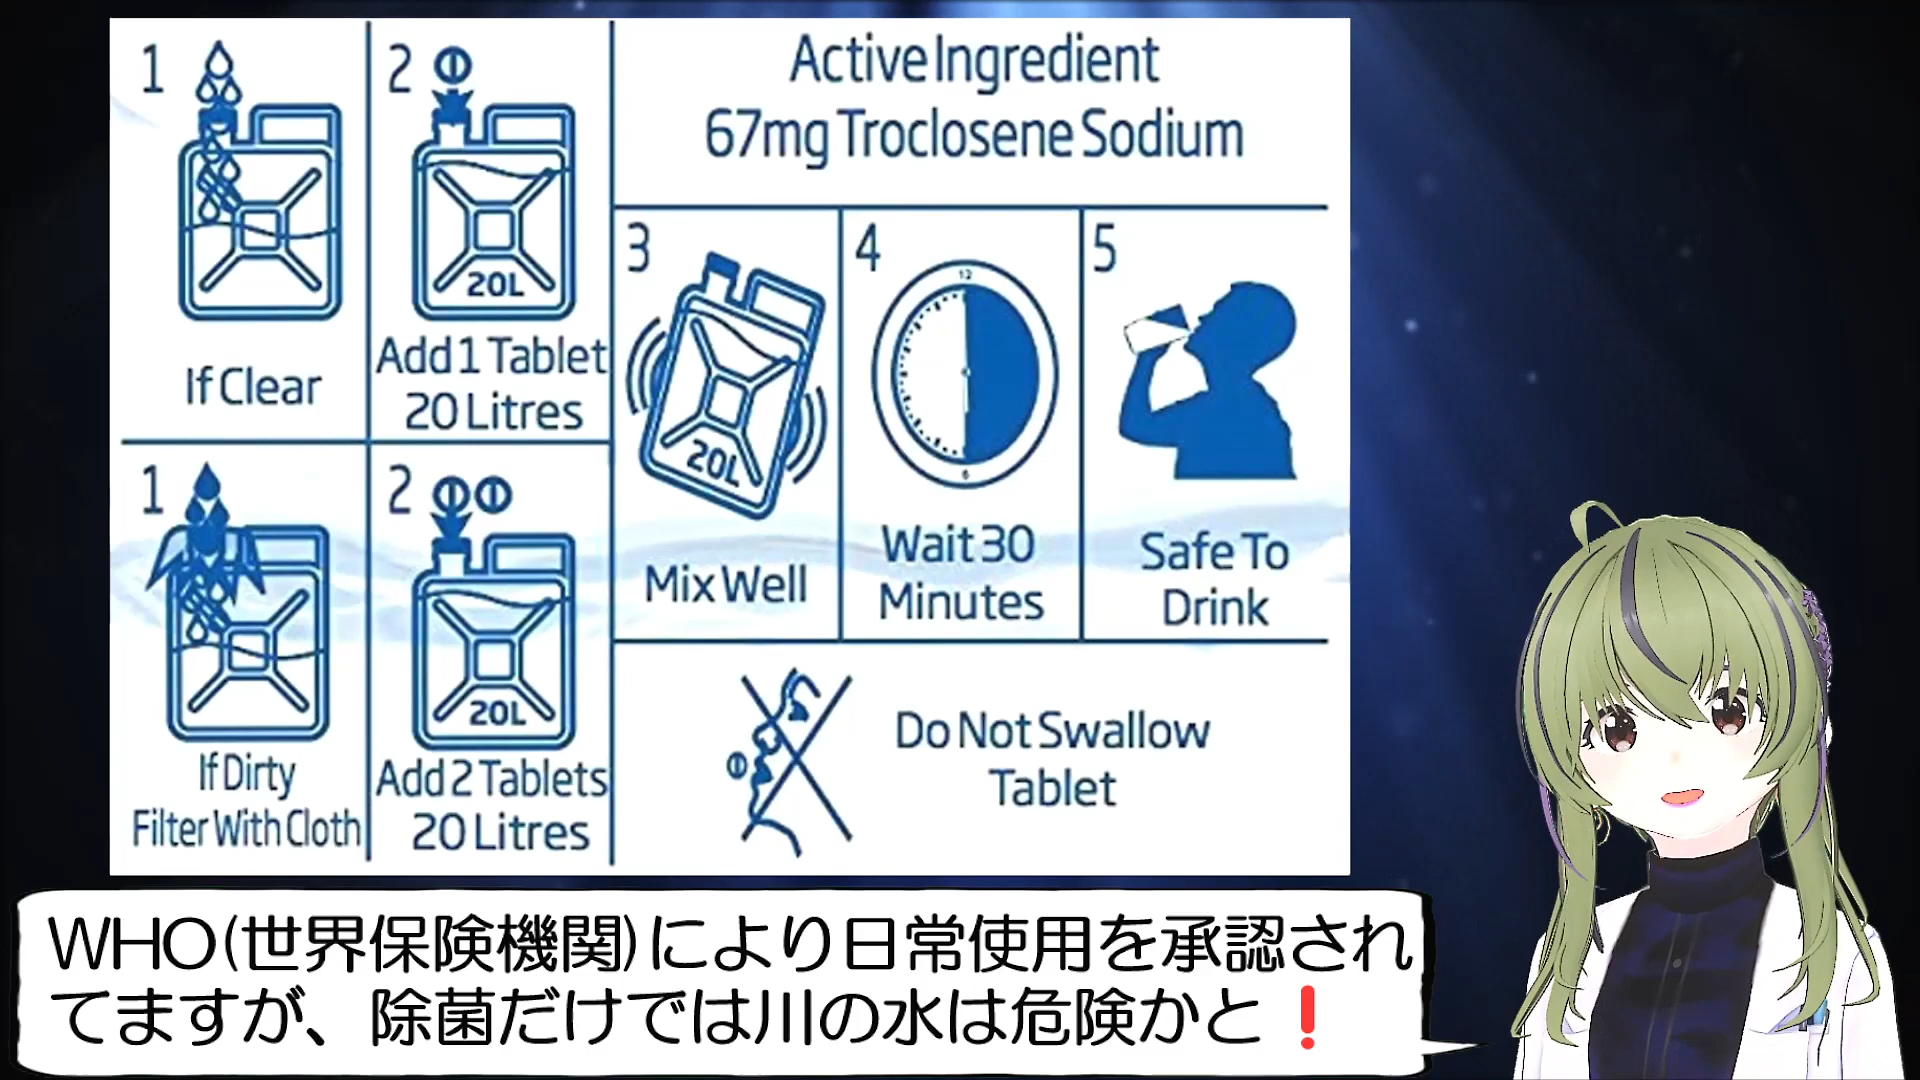 1
If Clear
2
20L
Add 1 Tablet
20 Litres
1
If Dirty
Filter With Cloth
2
20L
Add 2 Tablets
20 Litres
Active Ingredient
67mg Troclosene Sodium
3
20L
Mix Well
4
12
6
Wait 30
Minutes
5
Safe To
Drink
Do Not Swallow
Tablet
WHO(世界保険機関)により日常使用を承認され
てますが、除菌だけでは川の水は危険かと❗